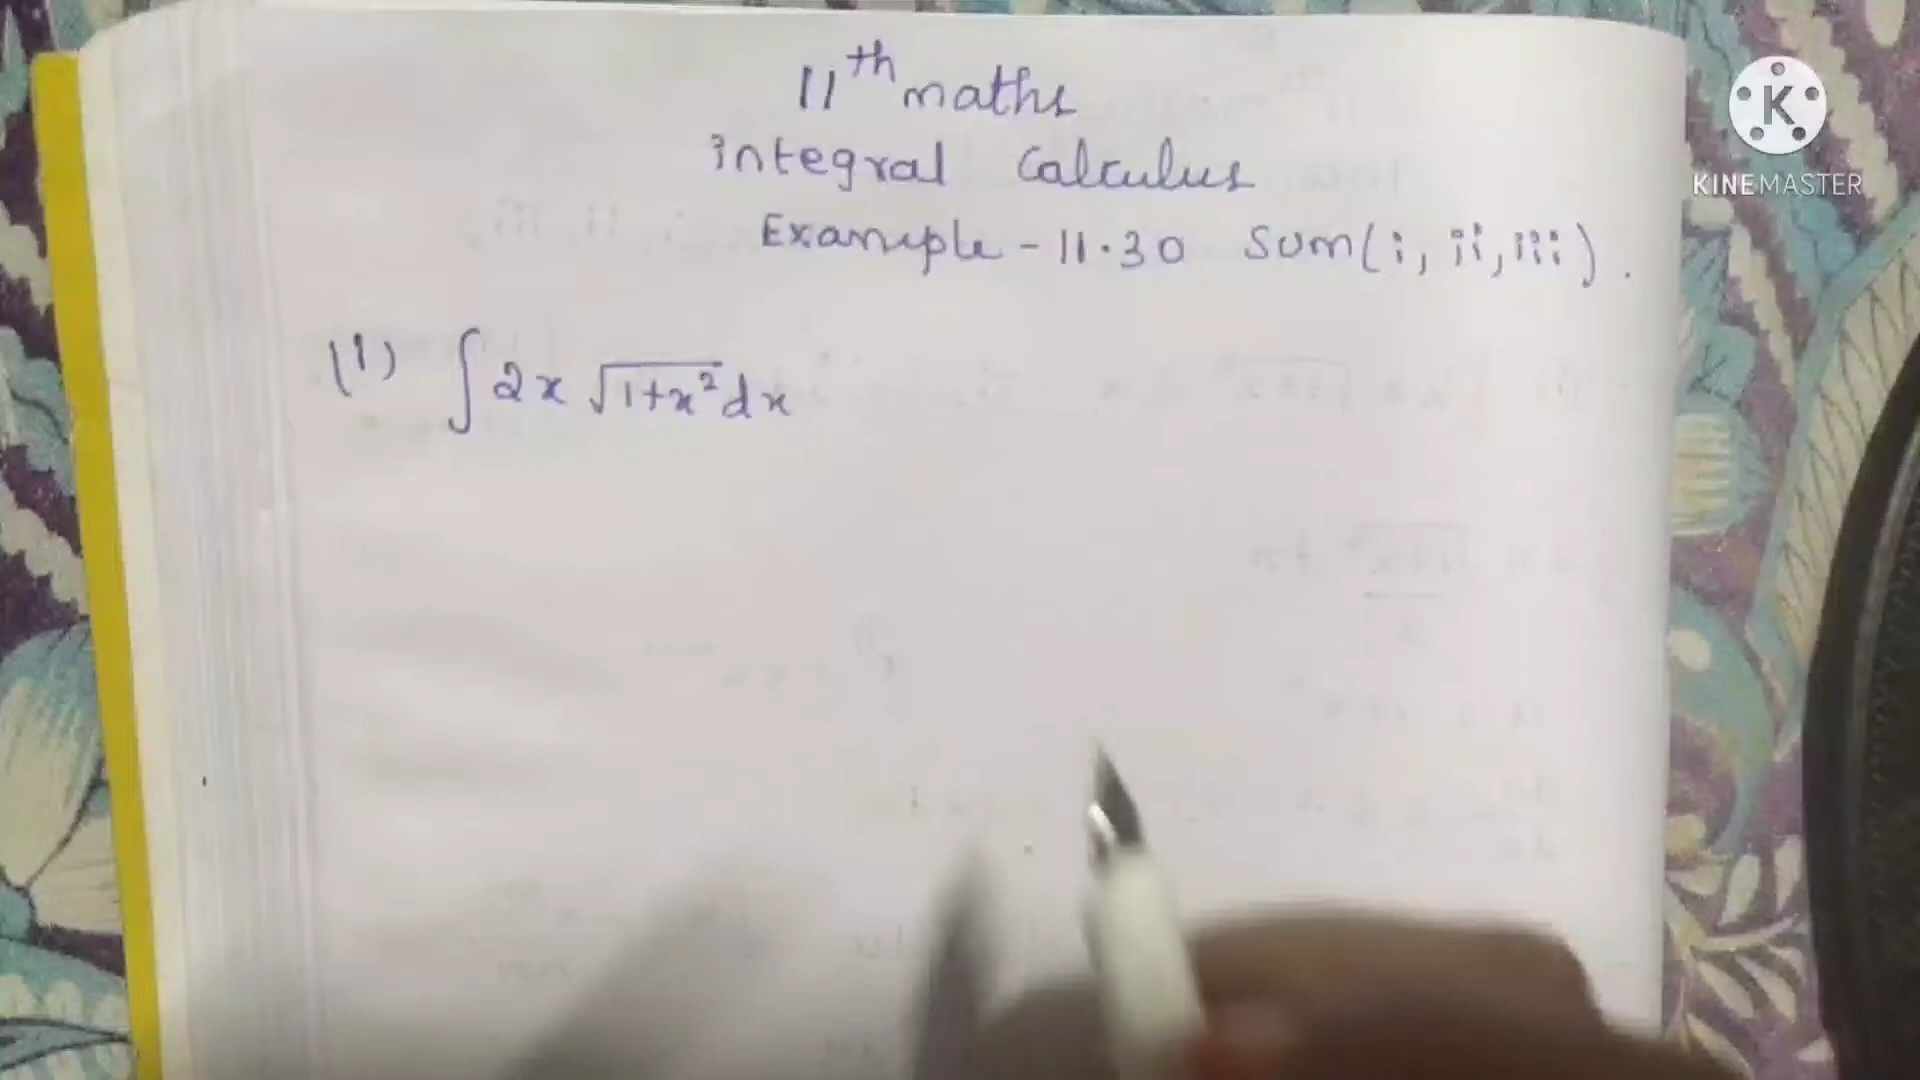 11th maths
integral calculus
Example - 11.30 Sum (i, ii, iii).
(1) ∫ 2x √1+x² dx
K
KINEMASTER